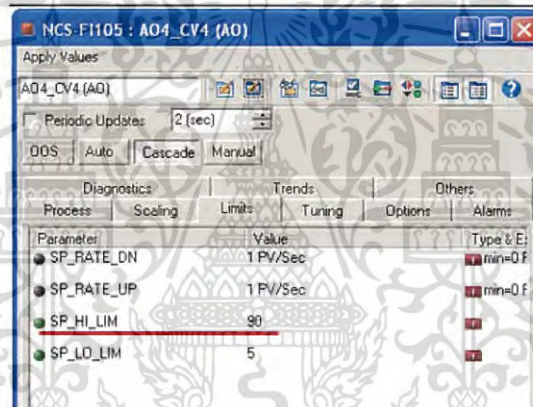 NCS-FI105 : AO4_CV4 (AO)
Apply Values
AO4_CV4 (AO)
Periodic Updates 2 (sec)
OOS Auto Cascade Manual
Diagnostics Trends Others
Process Scaling Limits Tuning Options Alarms
Parameter Value Type & E:
SP_RATE_DN 1 PV/Sec min=0 F
SP_RATE_UP 1 PV/Sec min=0 F
SP_HI_LIM 90
SP_LO_LIM 5